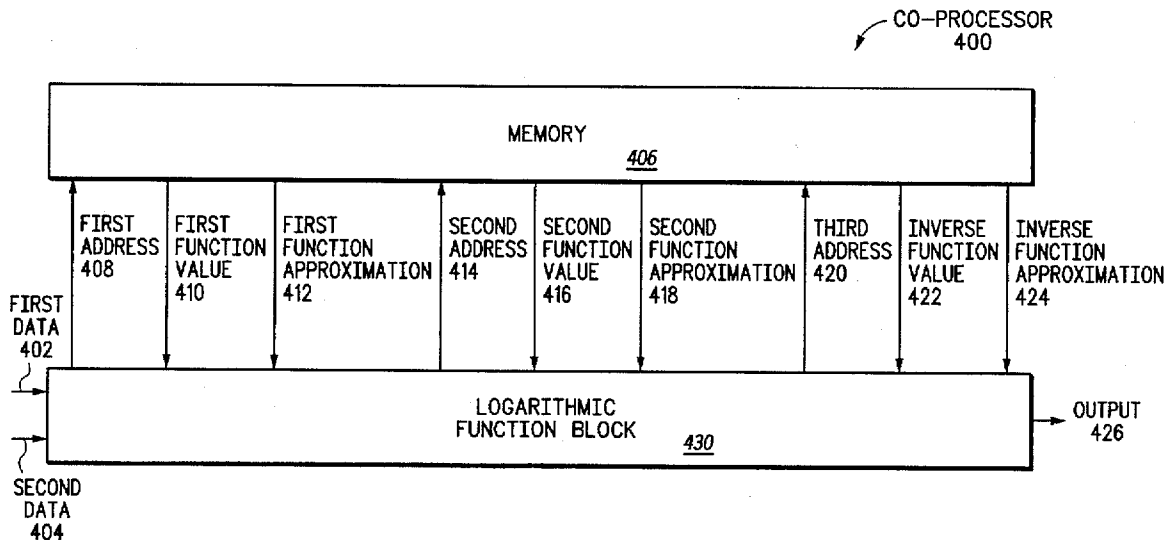 CO-PROCESSOR
400
MEMORY
406
FIRST
ADDRESS
408
FIRST
FUNCTION
VALUE
410
FIRST
FUNCTION
APPROXIMATION
412
SECOND
ADDRESS
414
SECOND
FUNCTION
VALUE
416
SECOND
FUNCTION
APPROXIMATION
418
THIRD
ADDRESS
420
INVERSE
FUNCTION
VALUE
422
INVERSE
FUNCTION
APPROXIMATION
424
FIRST
DATA
402
LOGARITHMIC
FUNCTION BLOCK
430
OUTPUT
426
SECOND
DATA
404